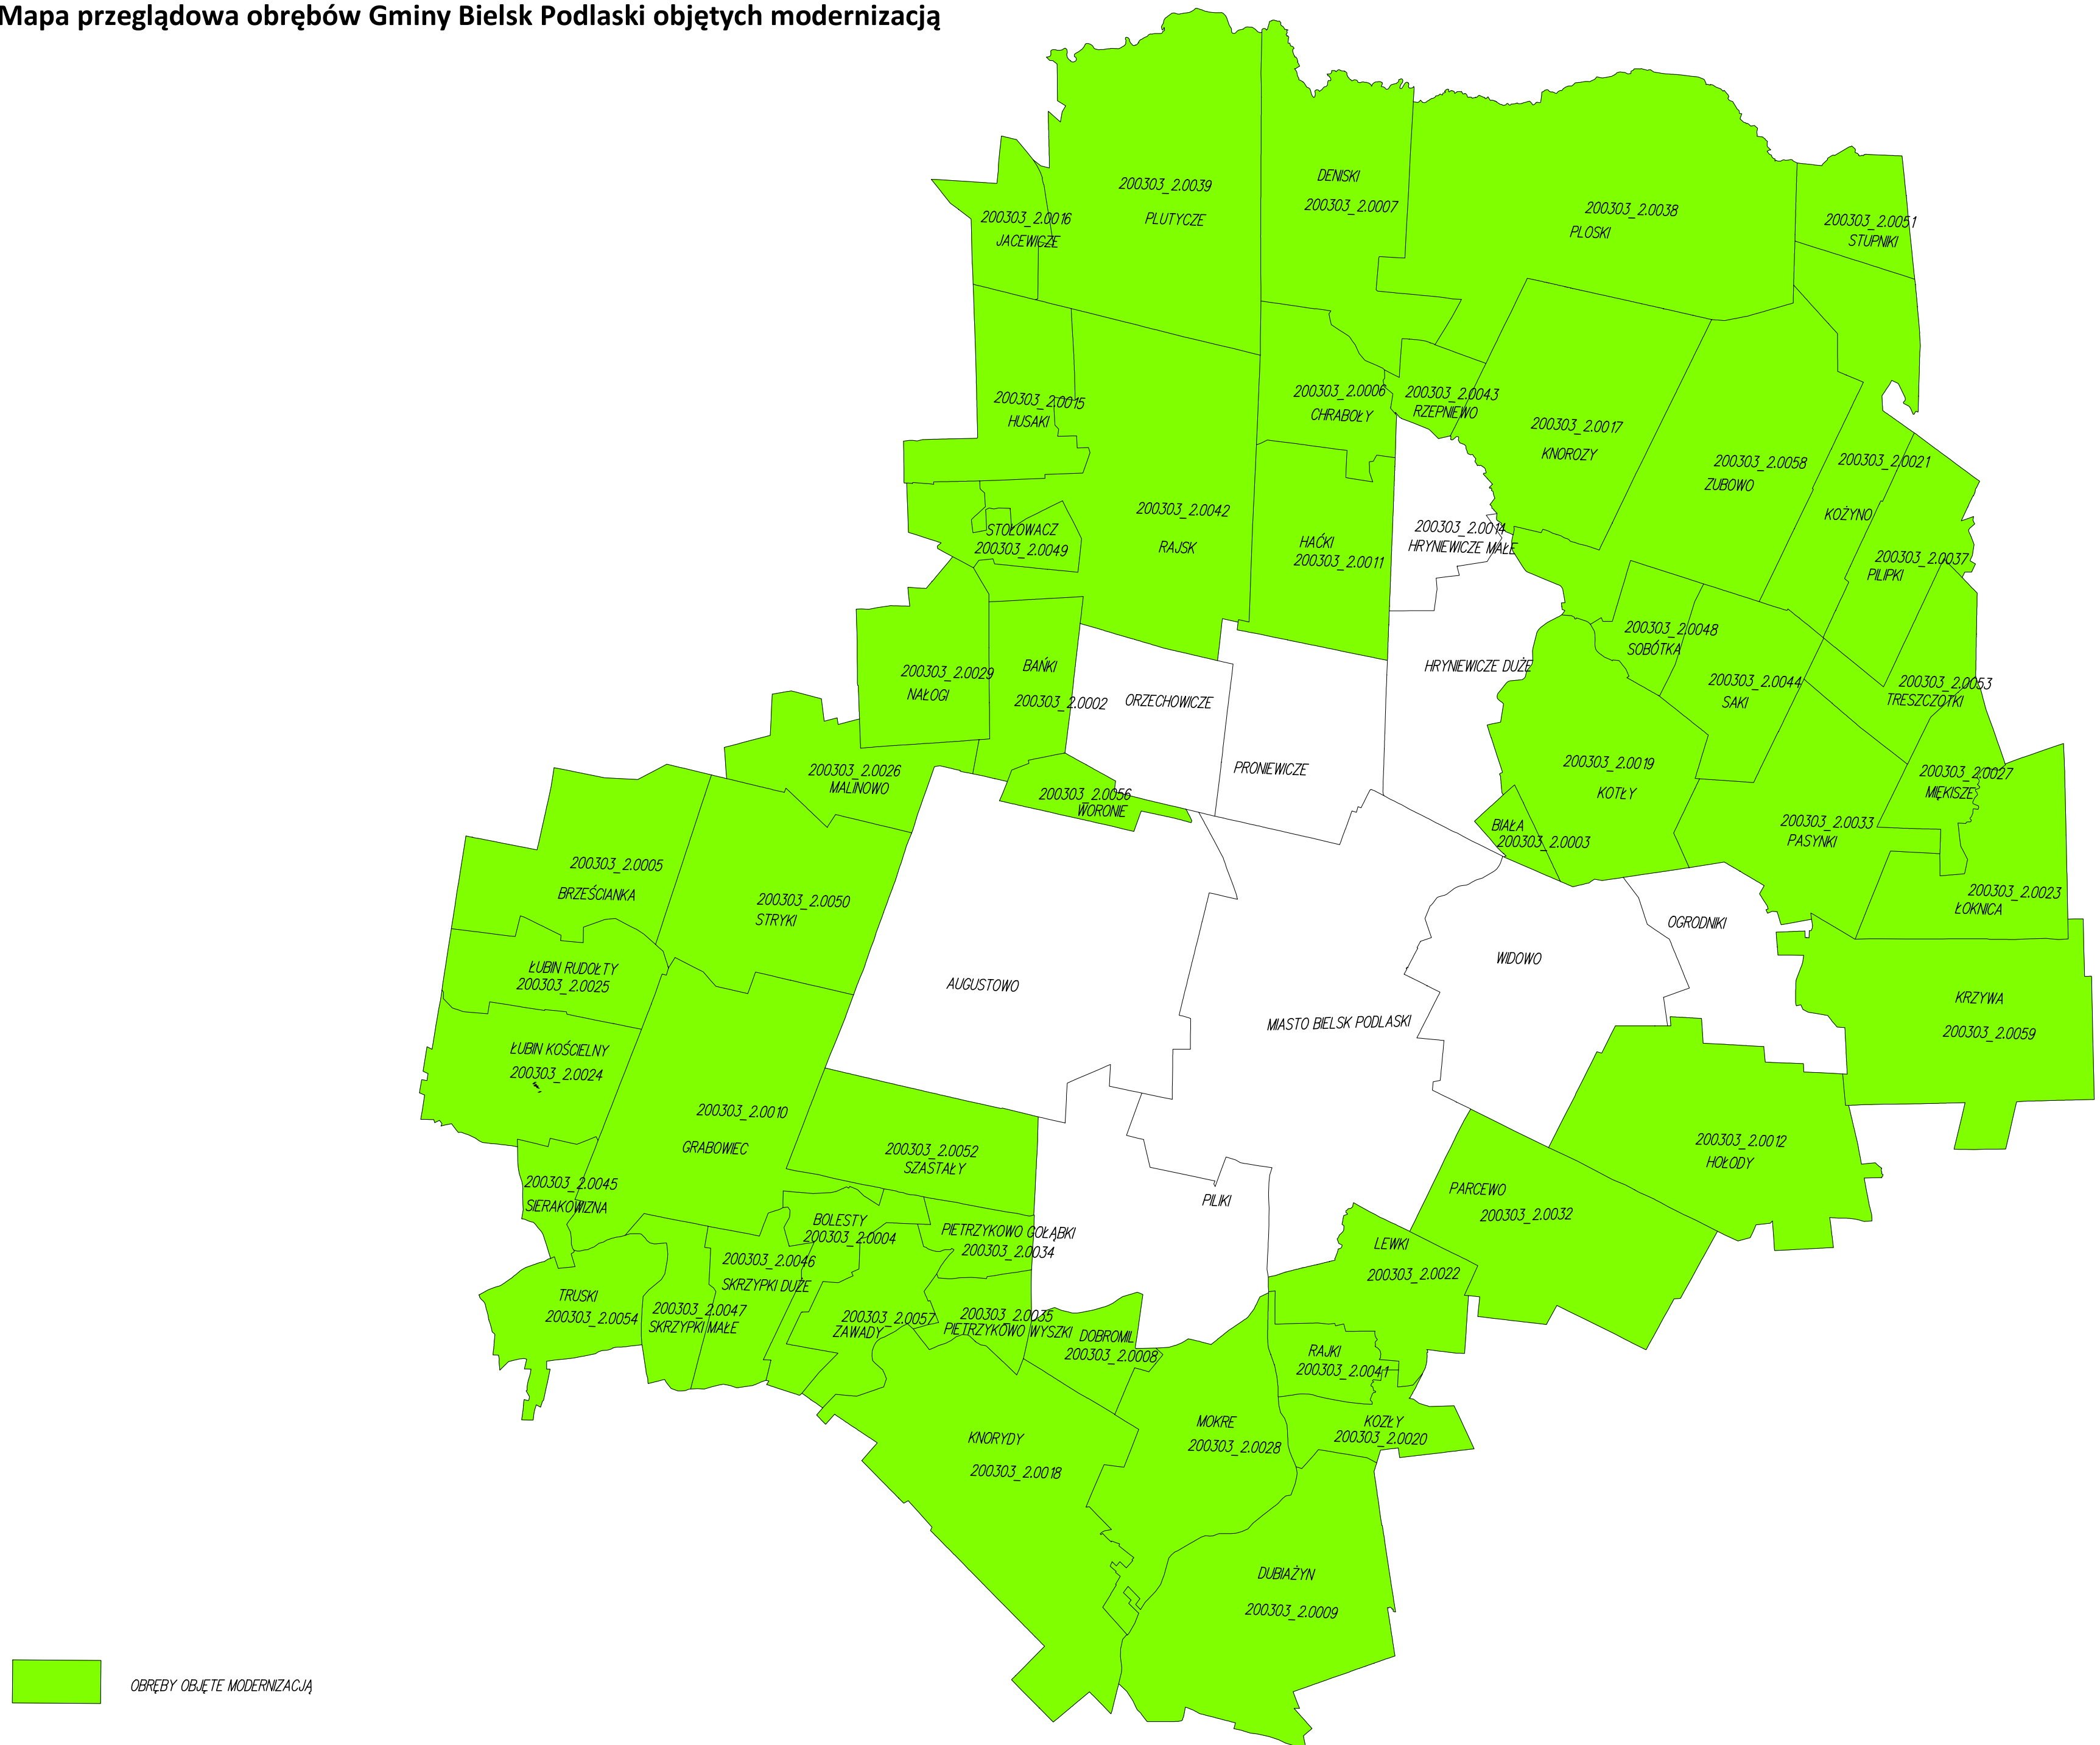 Mapa przeglądowa obrębów Gminy Bielsk Podlaski objętych modernizacją
200303_2.0039
PLUTYCZE
DENISKI
200303_2.0007
200303_2.0038
PLOSKI
200303_2.0051
STUPNIKI
200303_2.0016
JACEWICZE
200303_2.0015
HUSAKI
200303_2.0006
CHRABOŁY
200303_2.0043
RZEPNIEWO
200303_2.0017
KNOROZY
200303_2.0058
ZUBOWO
200303_2.0021
KOŻYNO
200303_2.0042
RAJSK
STOŁOWACZ
200303_2.0049
HAĆKI
200303_2.0011
200303_2.0014
HRYNIEWICZE MAŁE
200303_2.0037
PILIPKI
200303_2.0048
SOBÓTKA
200303_2.0029
NAŁOGI
BAŃKI
200303_2.0002
ORZECHOWICZE
HRYNIEWICZE DUŻE
200303_2.0044
SAKI
200303_2.0053
TRESZCZOTKI
200303_2.0026
MALINOWO
PRONIEWICZE
200303_2.0019
KOTŁY
200303_2.0027
MIĘKISZE
200303_2.0056
WORONIE
BIAŁA
200303_2.0003
200303_2.0033
PASYNKI
200303_2.0005
BRZEŚCIANKA
200303_2.0050
STRYKI
200303_2.0023
ŁOKNICA
OGRODNIKI
ŁUBIN RUDOŁTY
200303_2.0025
AUGUSTOWO
WIDOWO
KRZYWA
200303_2.0059
MIASTO BIELSK PODLASKI
ŁUBIN KOŚCIELNY
200303_2.0024
200303_2.0010
GRABOWIEC
200303_2.0052
SZASTAŁY
200303_2.0012
HOŁODY
200303_2.0045
SIERAKOWIZNA
PILIKI
PARCEWO
200303_2.0032
BOLESTY
200303_2.0004
PIETRZYKOWO GOŁĄBKI
200303_2.0034
LEWKI
200303_2.0022
200303_2.0046
SKRZYPKI DUŻE
TRUSKI
200303_2.0054
200303_2.0047
SKRZYPKI MAŁE
200303_2.0057
ZAWADY
200303_2.0035
PIETRZYKOWO WYSZKI
DOBROMIL
200303_2.0008
RAJKI
200303_2.0041
MOKRE
200303_2.0028
KOZŁY
200303_2.0020
KNORYDY
200303_2.0018
DUBIAŻYN
200303_2.0009
OBRĘBY OBJĘTE MODERNIZACJĄ